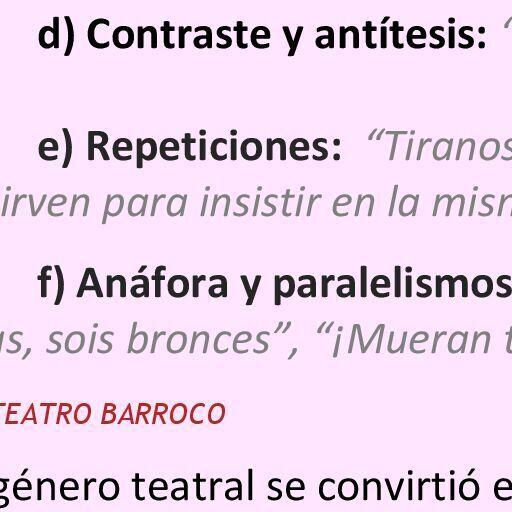 d) Contraste y antítesis: “
e) Repeticiones: “Tiranos
irven para insistir en la
f) Anáfora y paralelismos
as, sois bronces”, “¡Mueran
TEATRO BARROCO
género teatral se convirtió